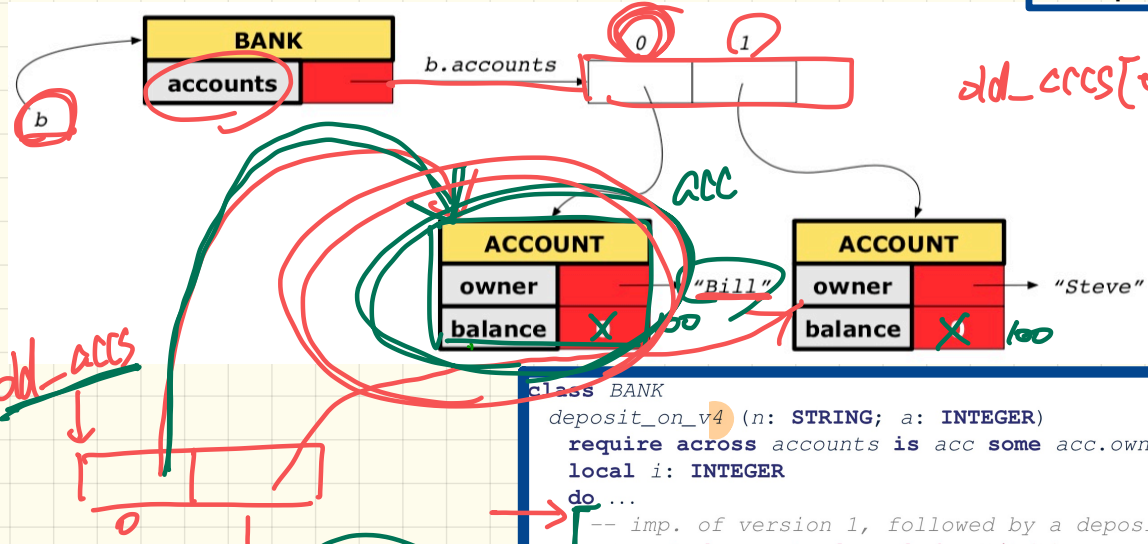 BANK
0 1
b.accounts
accounts
b
acc
ACCOUNT ACCOUNT
owner "Bill" owner "Steve"
balance X 100 balance X 100
old_accs
class BANK
0
deposit_on_v4 (n: STRING; a: INTEGER)
require across accounts is acc some acc.own
local i: INTEGER
do ...
-- imp. of version 1, followed by a depos